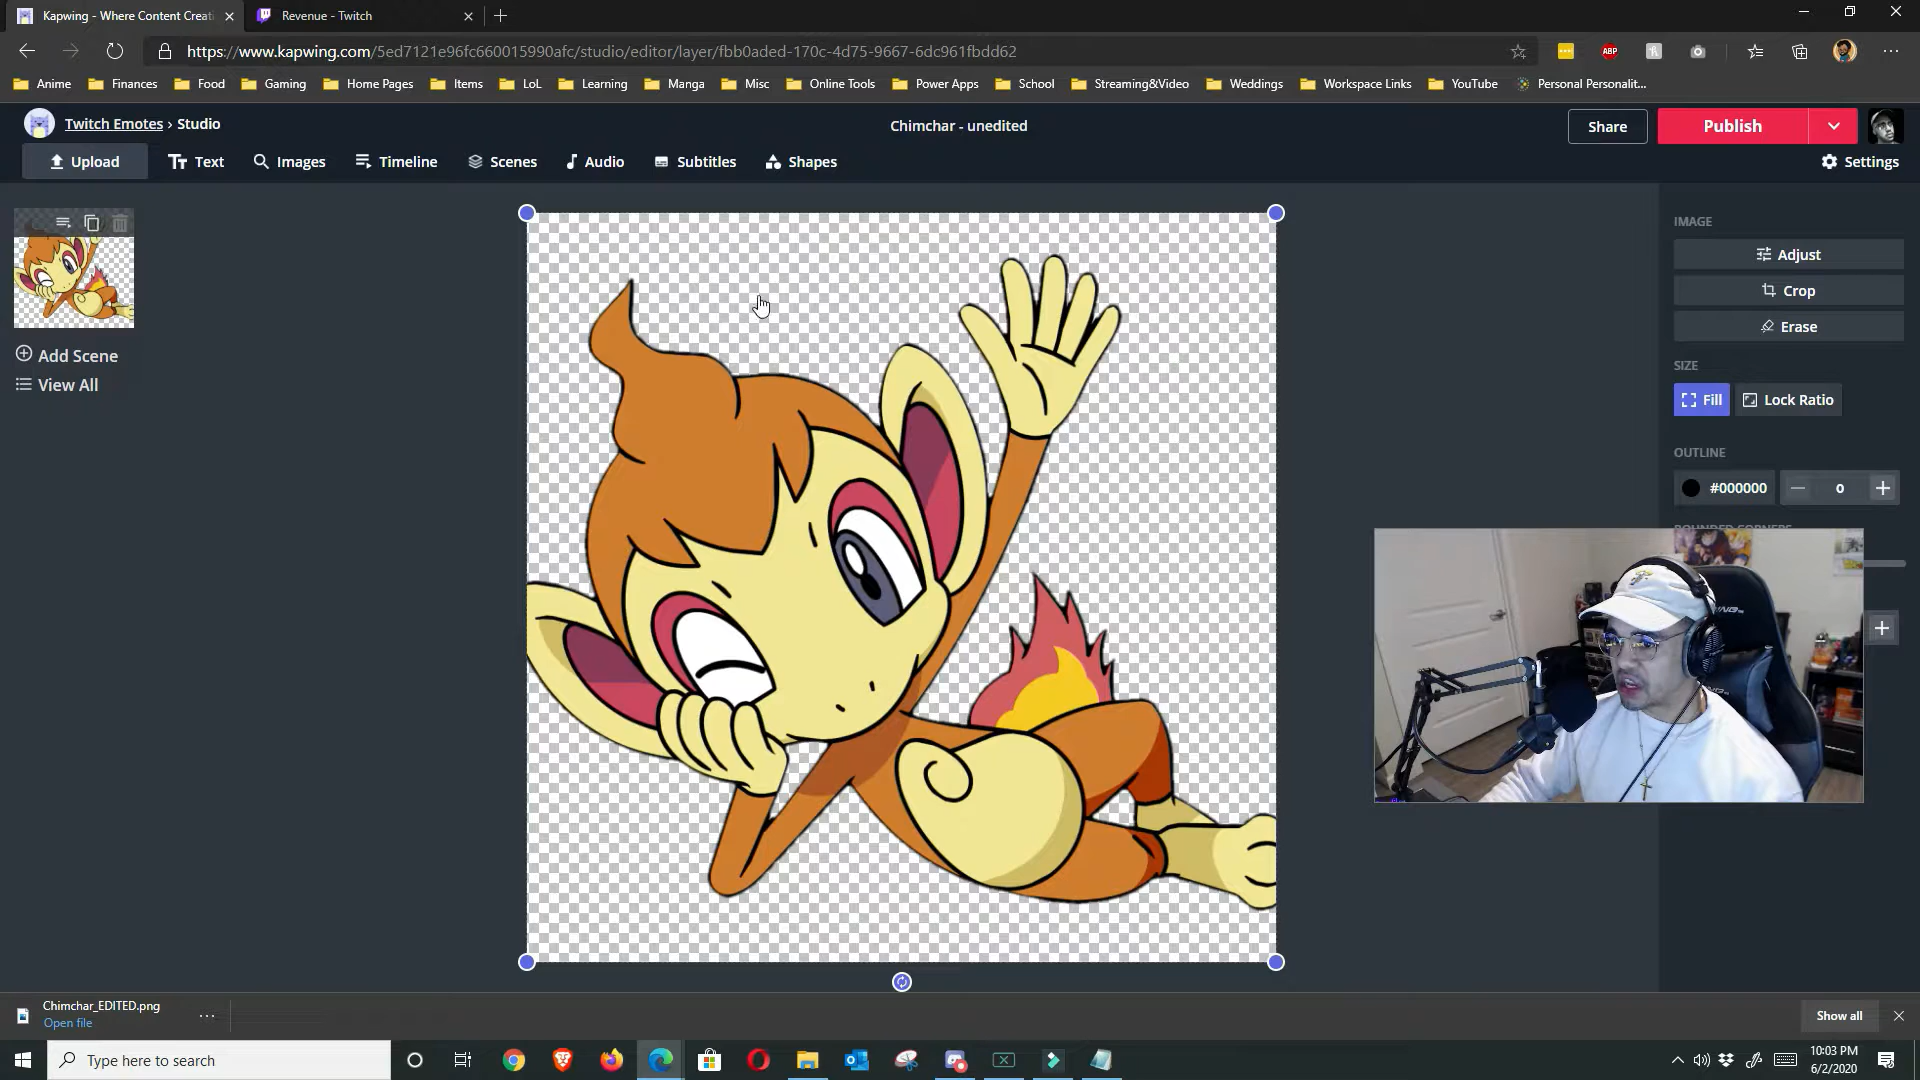 Kapwing - Where Content Creati
Revenue - Twitch
https://www.kapwing.com/5ed7121e96fc660015990afc/studio/editor/layer/fbb0aded-170c-4d75-9667-6dc961fbdd62
ABP
Anime Finances Food Gaming Home Pages Items LoL Learning Manga Misc Online Tools Power Apps School Streaming&Video Weddings Workspace Links YouTube Personal Personalit...
Twitch Emotes › Studio
Chimchar - unedited
Share
Publish
Upload Text Images Timeline Scenes Audio Subtitles Shapes
Settings
IMAGE
Adjust
Crop
Erase
SIZE
Fill Lock Ratio
OUTLINE
#000000 0
Add Scene
View All
Chimchar_EDITED.png
Open file
Show all
Type here to search
10:03 PM
6/2/2020